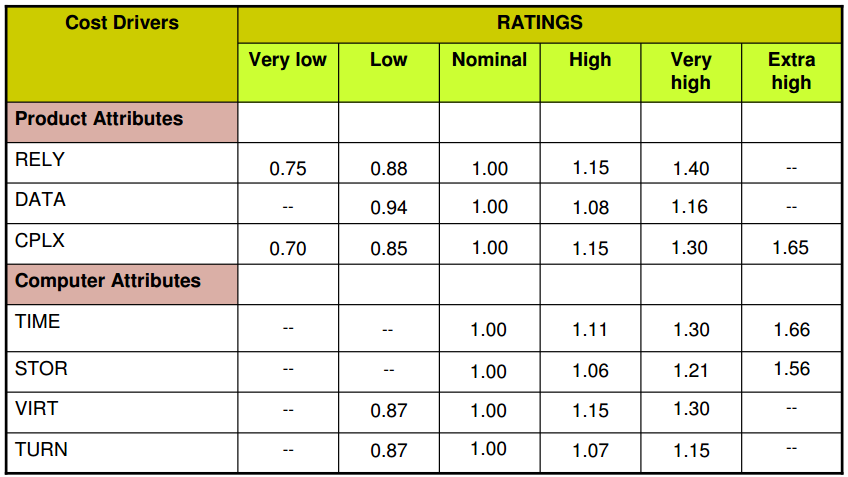 Cost Drivers RATINGS
Very low Low Nominal High Very high Extra high
Product Attributes
RELY 0.75 0.88 1.00 1.15 1.40 --
DATA -- 0.94 1.00 1.08 1.16 --
CPLX 0.70 0.85 1.00 1.15 1.30 1.65
Computer Attributes
TIME -- -- 1.00 1.11 1.30 1.66
STOR -- -- 1.00 1.06 1.21 1.56
VIRT -- 0.87 1.00 1.15 1.30 --
TURN -- 0.87 1.00 1.07 1.15 --